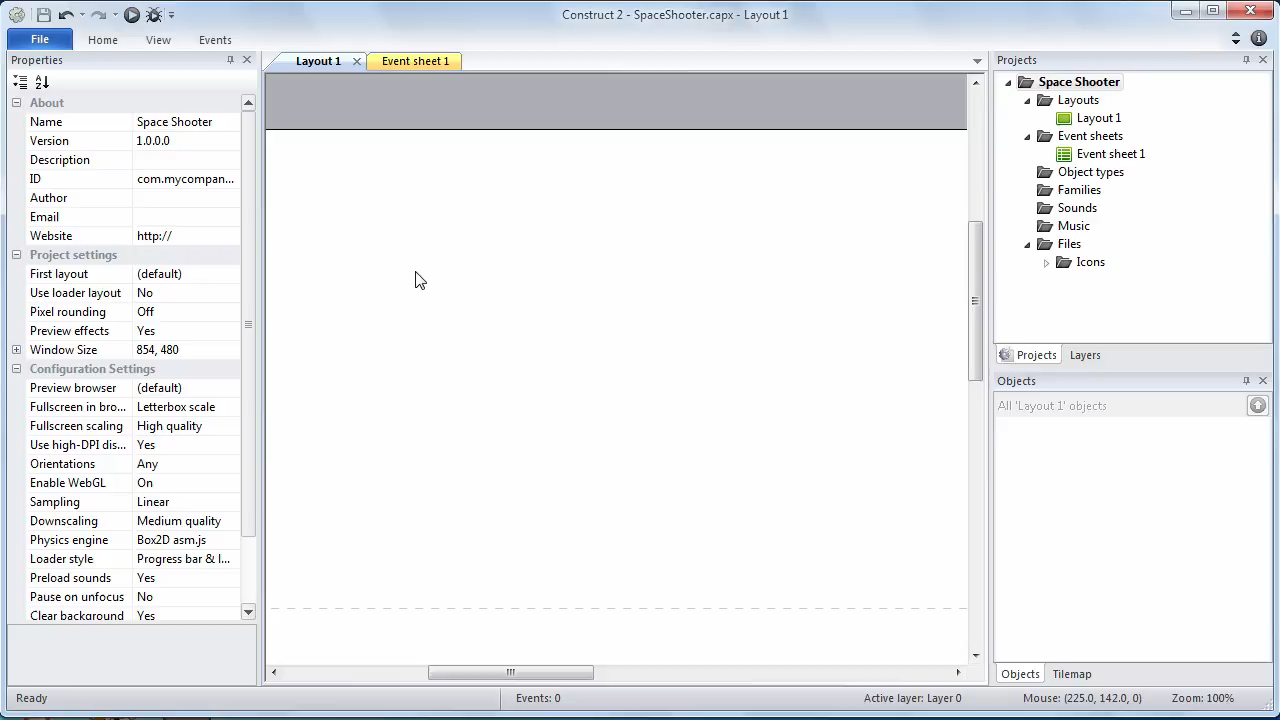 Construct 2 - SpaceShooter.capx - Layout 1
File Home View Events
Properties
Layout 1 Event sheet 1
Projects
About
Name Space Shooter
Version 1.0.0.0
Description
ID com.mycompan...
Author
Email
Website http://
Project settings
First layout (default)
Use loader layout No
Pixel rounding Off
Preview effects Yes
Window Size 854, 480
Configuration Settings
Preview browser (default)
Fullscreen in bro... Letterbox scale
Fullscreen scaling High quality
Use high-DPI dis... Yes
Orientations Any
Enable WebGL On
Sampling Linear
Downscaling Medium quality
Physics engine Box2D asm.js
Loader style Progress bar & l...
Preload sounds Yes
Pause on unfocus No
Clear background Yes
Space Shooter
Layouts
Layout 1
Event sheets
Event sheet 1
Object types
Families
Sounds
Music
Files
Icons
Projects Layers
Objects
All 'Layout 1' objects
Objects Tilemap
Ready Events: 0 Active layer: Layer 0 Mouse: (225.0, 142.0, 0) Zoom: 100%